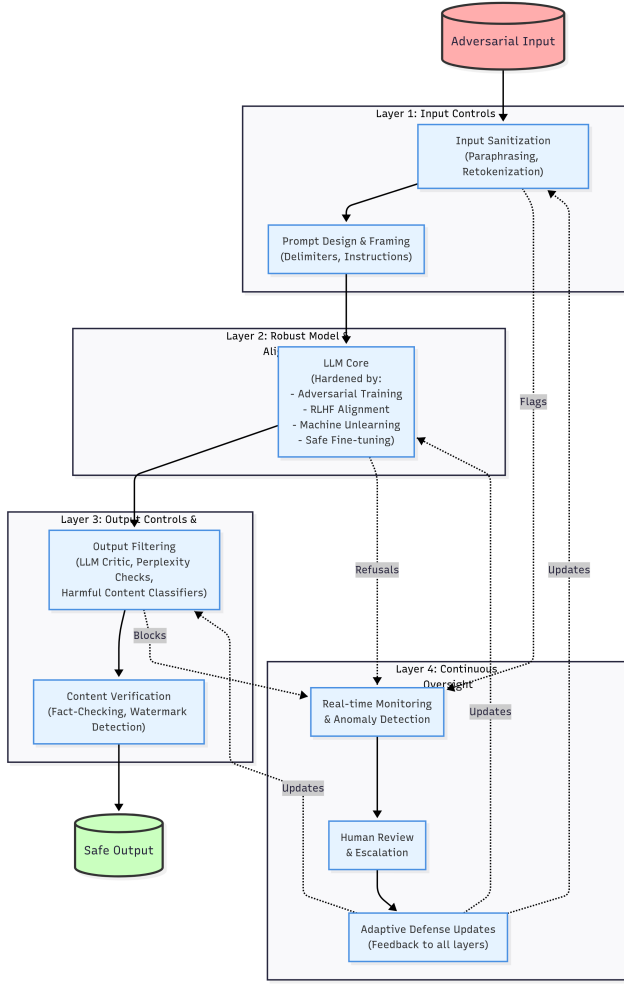 Adversarial Input
Layer 1: Input Controls
Input Sanitization
(Paraphrasing,
Retokenization)
Prompt Design & Framing
(Delimiters, Instructions)
Layer 2: Robust Model &
LLM Core
(Hardened by:
- Adversarial Training
- RLHF Alignment
- Machine Unlearning
- Safe Fine-tuning)
Flags
Layer 3: Output Controls &
Output Filtering
(LLM Critic, Perplexity
Checks,
Harmful Content Classifiers)
Refusals
Updates
Blocks
Layer 4: Continuous
Oversight
Content Verification
(Fact-Checking, Watermark
Detection)
Real-time Monitoring
& Anomaly Detection
Updates
Updates
Safe Output
Human Review
& Escalation
Adaptive Defense Updates
(Feedback to all layers)